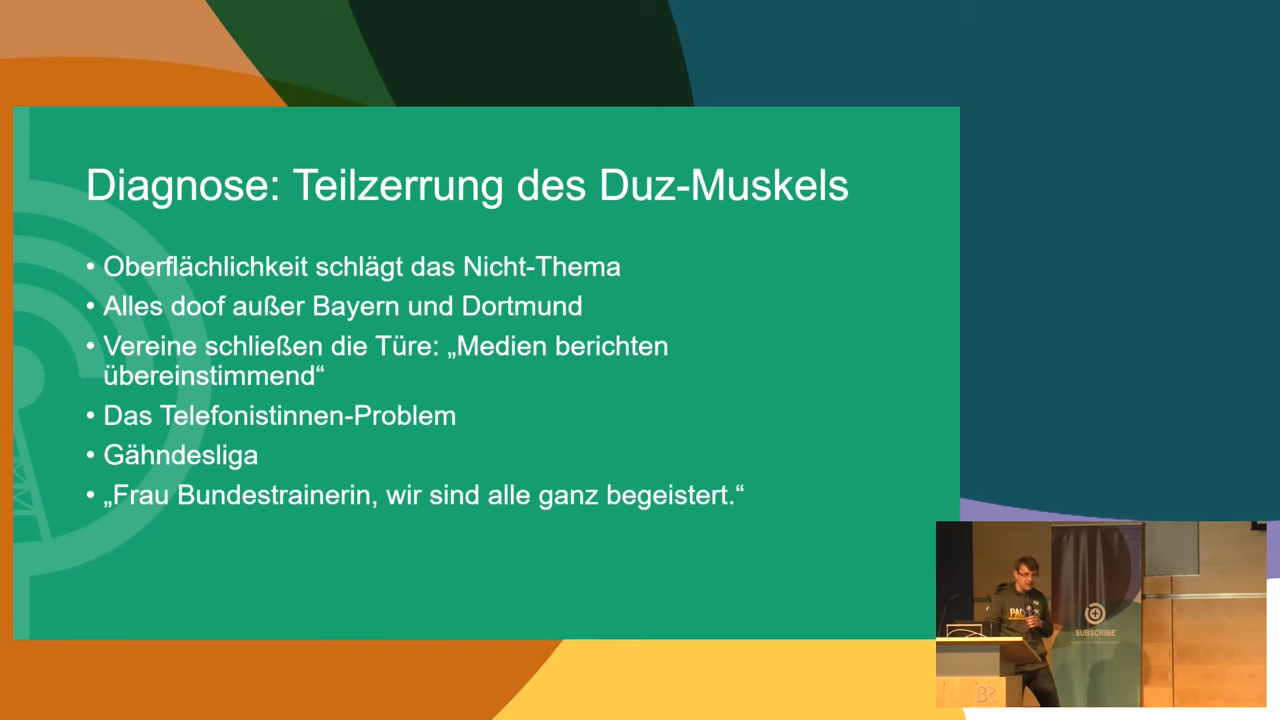 Diagnose: Teilzerrung des Duz-Muskels
• Oberflächlichkeit schlägt das Nicht-Thema
• Alles doof außer Bayern und Dortmund
• Vereine schließen die Türe: „Medien berichten
übereinstimmend“
• Das Telefonistinnen-Problem
• Gähndesliga
• „Frau Bundestrainerin, wir sind alle ganz begeistert.“
SUBSCRIBE
BR